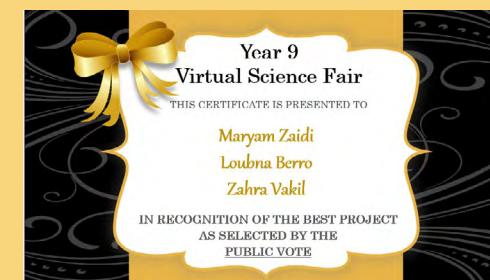 Year 9
Virtual Science Fair
THIS CERTIFICATE IS PRESENTED TO
Maryam Zaidi
Loubna Berro
Zahra Vakil
IN RECOGNITION OF THE BEST PROJECT
AS SELECTED BY THE
PUBLIC VOTE